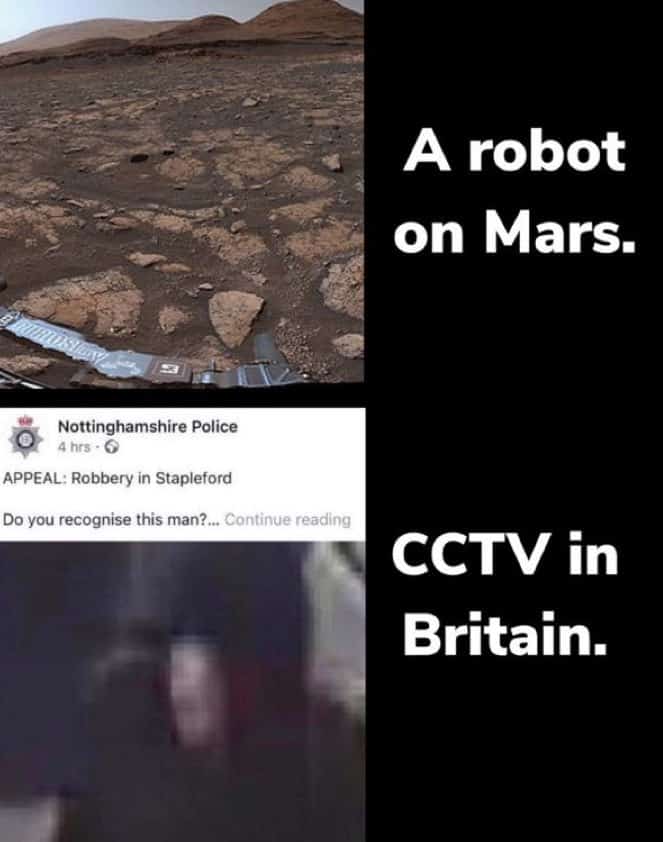 A robot
on Mars.
Nottinghamshire Police
4 hrs ·
APPEAL: Robbery in Stapleford
Do you recognise this man?... Continue reading
CCTV in
Britain.